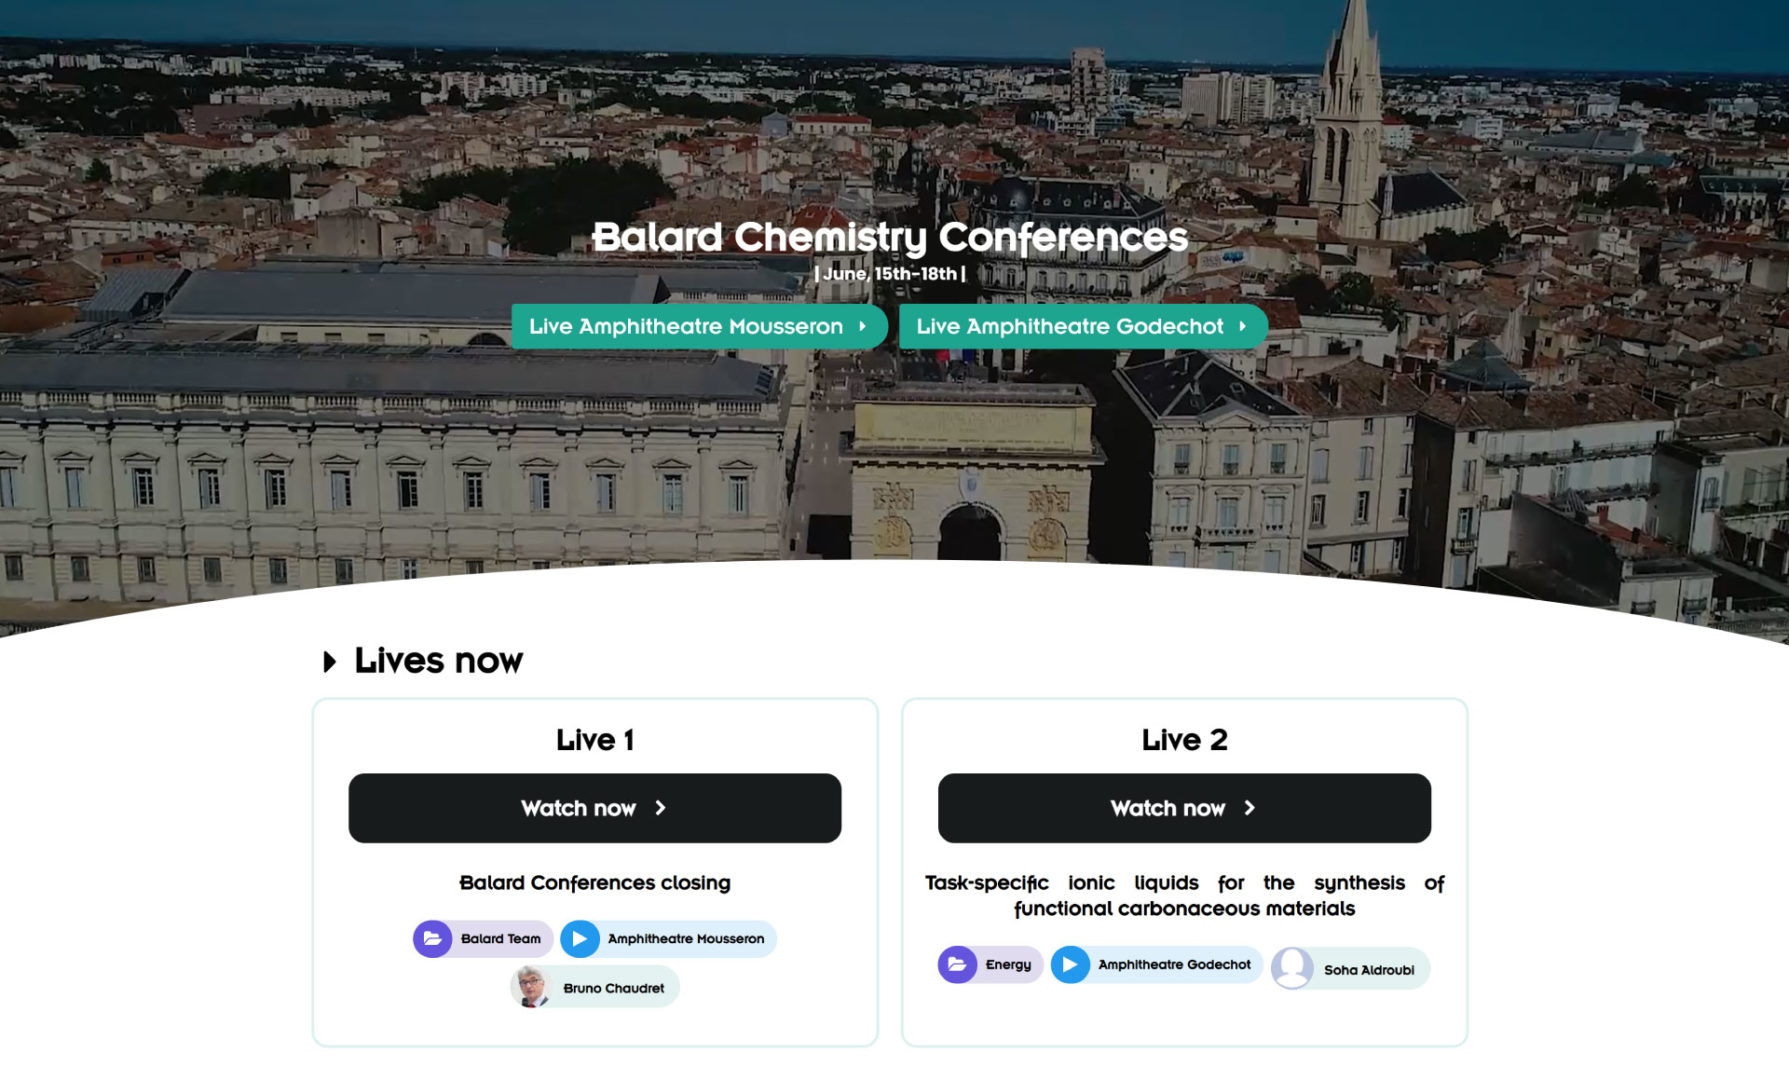 Balard Chemistry Conferences
| June, 15th-18th |
Live Amphitheatre Mousseron
Live Amphitheatre Godechot
Lives now
Live 1
Watch now
Balard Conferences closing
Balard Team
Amphitheatre Mousseron
Bruno Chaudret
Live 2
Watch now
Task-specific ionic liquids for the synthesis of
functional carbonaceous materials
Energy
Amphitheatre Godechot
Soha Aldroubi